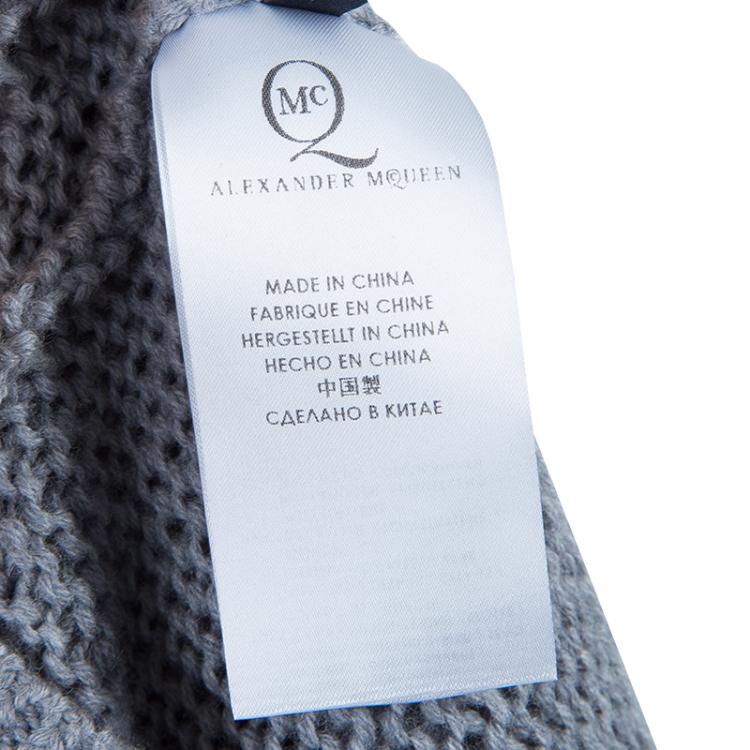 McQ
ALEXANDER McQUEEN
MADE IN CHINA
FABRIQUE EN CHINE
HERGESTELLT IN CHINA
HECHO EN CHINA
中国製
СДЕЛАНО В КИТАЕ